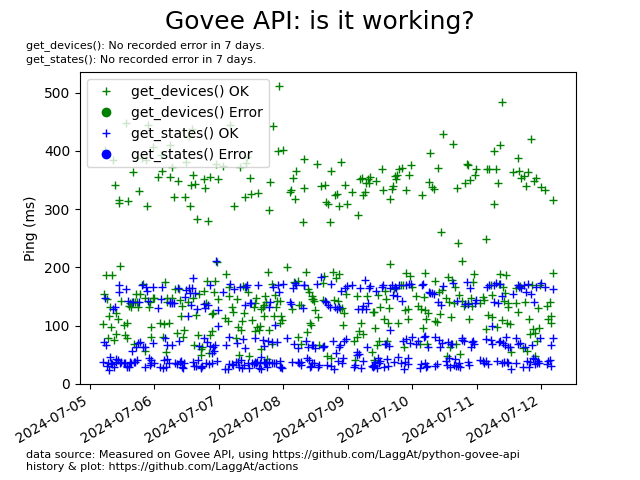 Govee API: is it working?
get_devices(): No recorded error in 7 days.
get_states(): No recorded error in 7 days.
get_devices() OK
get_devices() Error
get_states() OK
get_states() Error
Ping (ms)
500
400
300
200
100
0
2024-07-05
2024-07-06
2024-07-07
2024-07-08
2024-07-09
2024-07-10
2024-07-11
2024-07-12
data source: Measured on Govee API, using https://github.com/LaggAt/python-govee-api
history & plot: https://github.com/LaggAt/actions